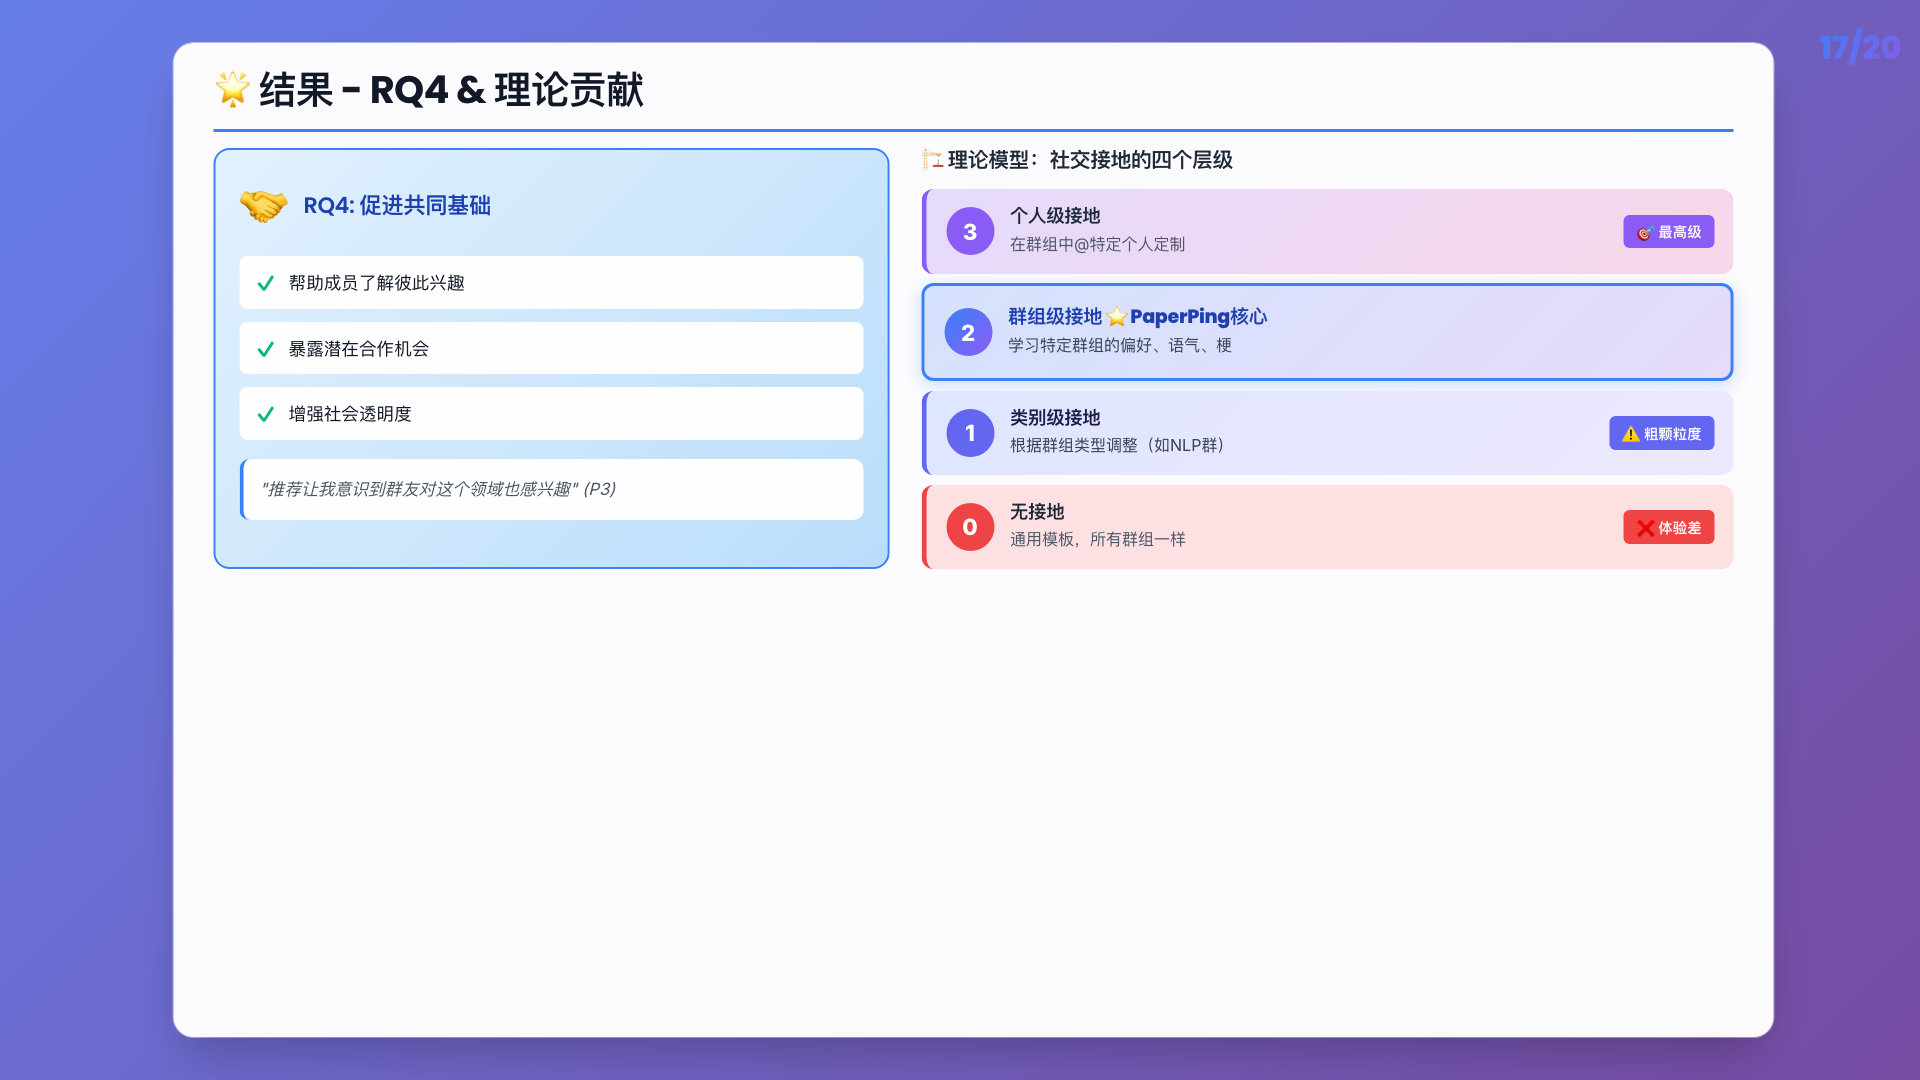 17/20
🌟 结果 - RQ4 & 理论贡献
RQ4: 促进共同基础
帮助成员了解彼此兴趣
暴露潜在合作机会
增强社会透明度
"推荐让我意识到群友对这个领域也感兴趣" (P3)
🏗️ 理论模型：社交接地的四个层级
3
个人级接地
在群组中@特定个人定制
🎯 最高级
2
群组级接地 ⭐ PaperPing核心
学习特定群组的偏好、语气、梗
1
类别级接地
根据群组类型调整（如NLP群）
⚠️ 粗颗粒度
0
无接地
通用模板，所有群组一样
❌ 体验差